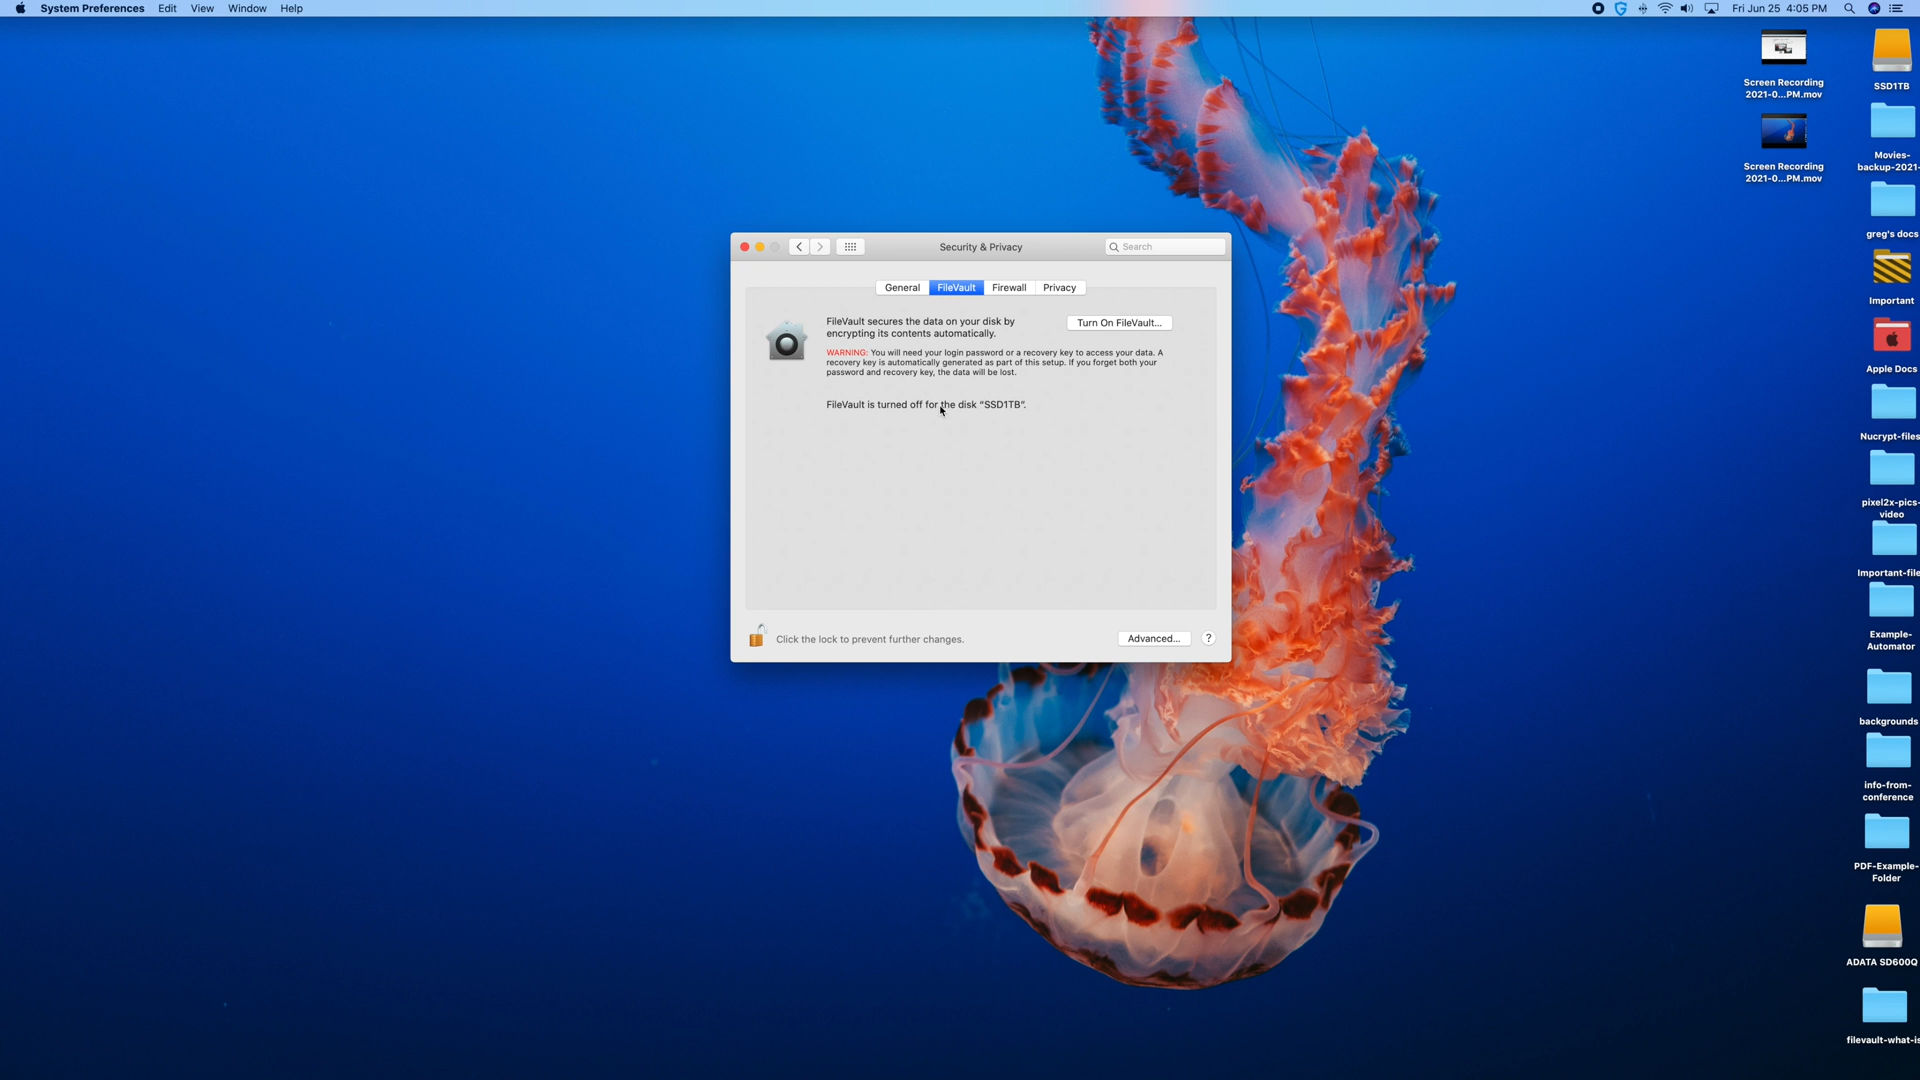 System Preferences Edit View Window Help
Fri Jun 25 4:05 PM
Screen Recording
2021-0...PM.mov
Screen Recording
2021-0...PM.mov
SSD1TB
Movies-
backup-2021-
greg's docs
Important
Apple Docs
Nucrypt-files
pixel2x-pics-
video
Important-file
Example-
Automator
backgrounds
info-from-
conference
PDF-Example-
Folder
ADATA SD600Q
filevault-what-is
Security & Privacy
Search
General FileVault Firewall Privacy
FileVault secures the data on your disk by
encrypting its contents automatically.
Turn On FileVault...
WARNING: You will need your login password or a recovery key to access your data. A
recovery key is automatically generated as part of this setup. If you forget both your
password and recovery key, the data will be lost.
FileVault is turned off for the disk “SSD1TB”.
Click the lock to prevent further changes.
Advanced...
?